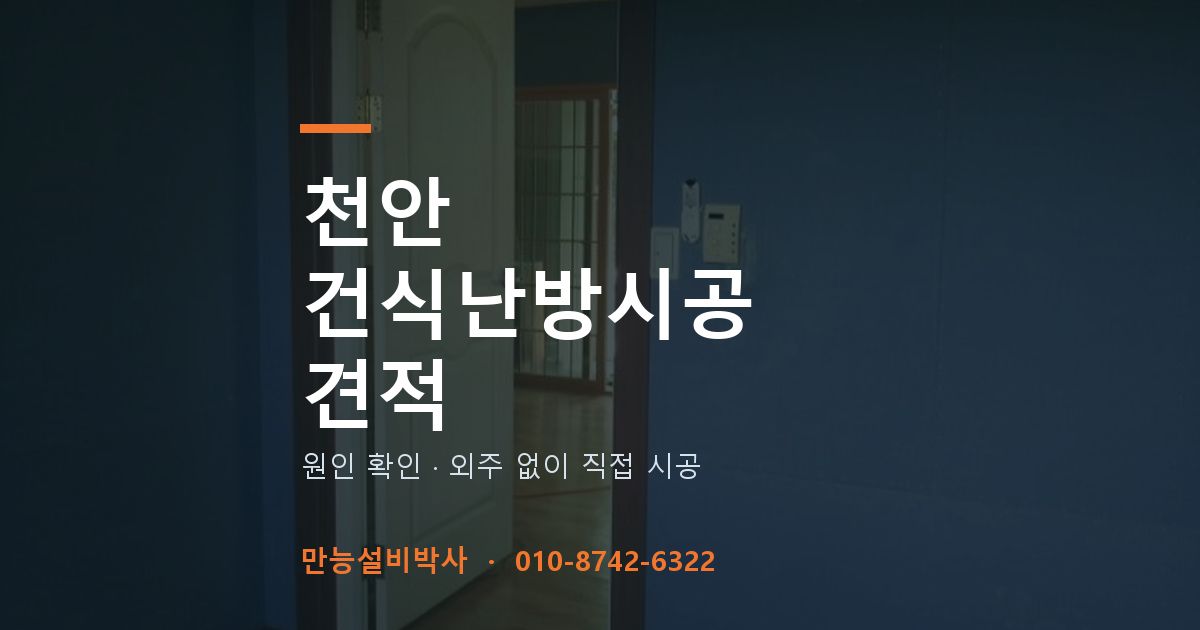 천안
건식난방시공
견적
원인 확인 · 외주 없이 직접 시공
만능설비박사 · 010-8742-6322